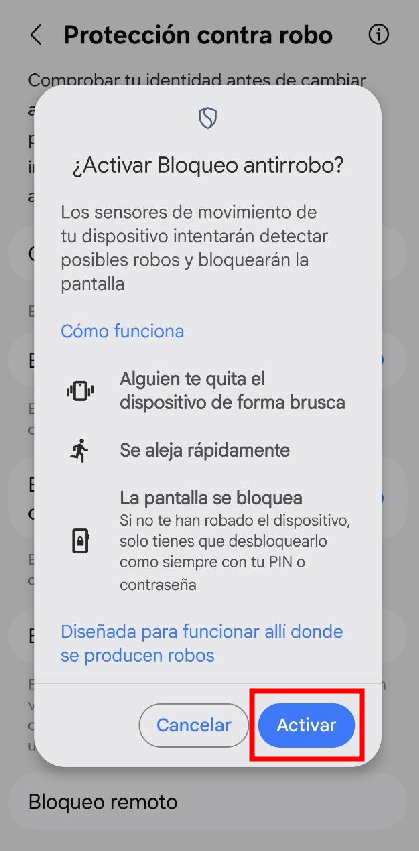 Protección contra robo
Comprobar tu identidad antes de cambiar
¿Activar Bloqueo antirrobo?
Los sensores de movimiento de
tu dispositivo intentarán detectar
posibles robos y bloquearán la
pantalla
Cómo funciona
Alguien te quita el
dispositivo de forma brusca
Se aleja rápidamente
La pantalla se bloquea
Si no te han robado el dispositivo,
solo tienes que desbloquearlo
como siempre con tu PIN o
contraseña
Diseñada para funcionar allí donde
se producen robos
Cancelar
Activar
Bloqueo remoto